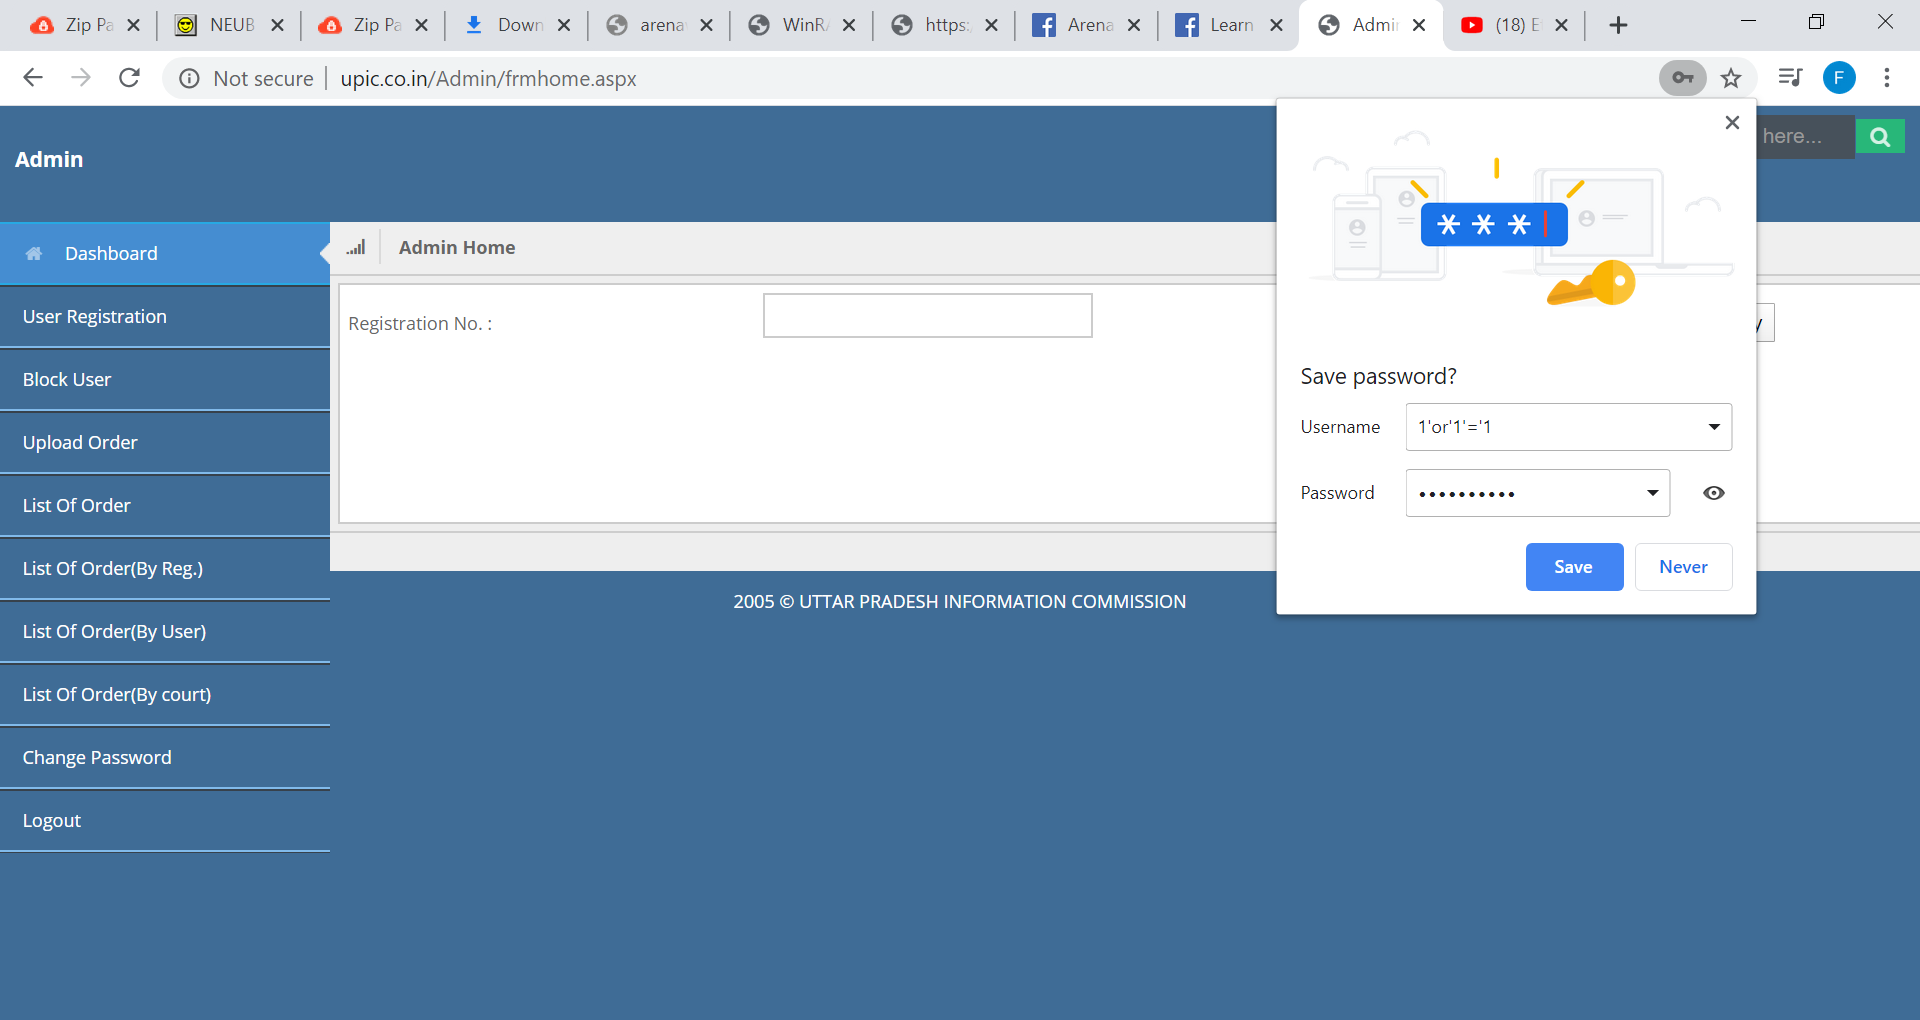 Zip Pa
NEUB
Zip Pa
Down
arena
WinRA
https:/
Arena
Learn
Admin
(18) E
Not secure
upic.co.in/Admin/frmhome.aspx
F
Admin
here...
Dashboard
User Registration
Block User
Upload Order
List Of Order
List Of Order(By Reg.)
List Of Order(By User)
List Of Order(By court)
Change Password
Logout
Admin Home
Registration No. :
y
* * *
Save password?
Username 1'or'1'='1
Password ••••••••••
Save Never
2005 © UTTAR PRADESH INFORMATION COMMISSION